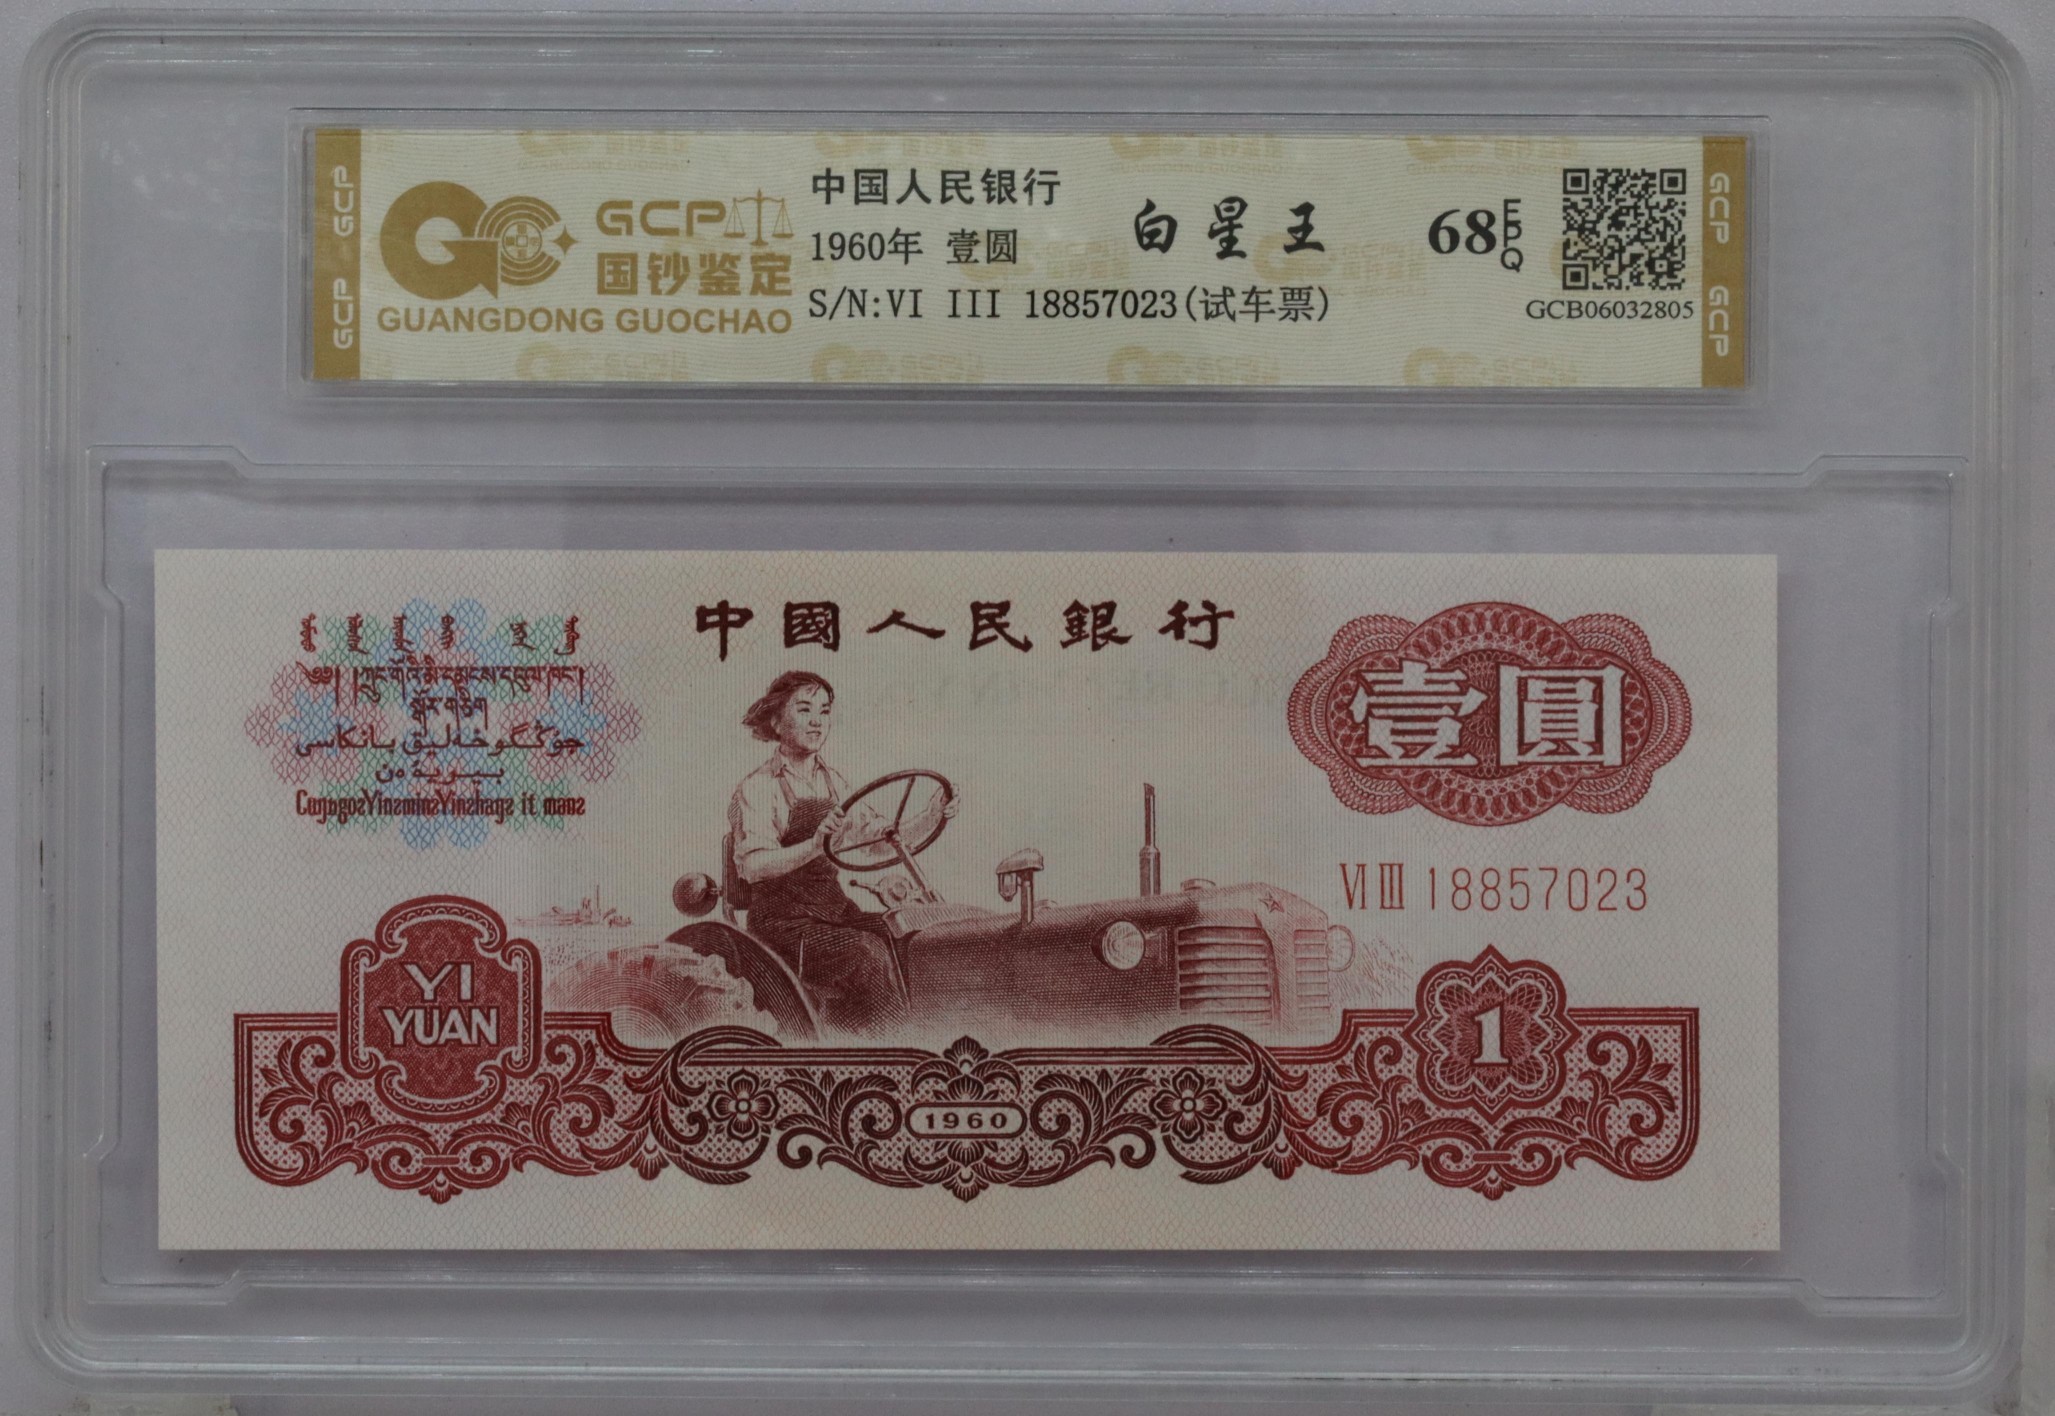 GCP
GCP
GCP 国钞鉴定
GUANGDONG GUOCHAO
中国人民银行
1960年 壹圆
S/N:VI III 18857023(试车票)
白星王
68 EPQ
GCB06032805
GCP
GCP
中國人民銀行
壹圓
VI III 18857023
YI
YUAN
1960
1